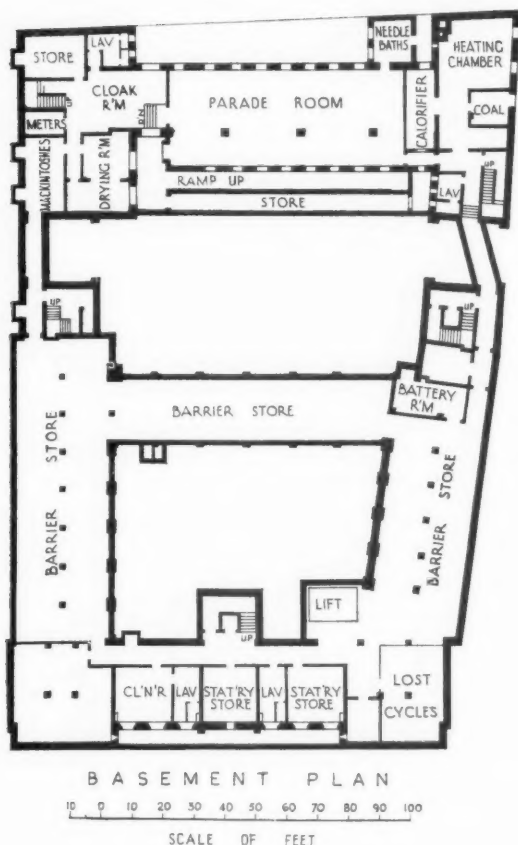 STORE
LAV
NEEDLE
BATHS
HEATING
CHAMBER
CLOAK
R'M
UP
RUN
PARADE ROOM
CALORIFIER
COAL
METERS
MACKINTOSHES
DRYING R'M
RAMP UP
STORE
LAV
UP
UP
UP
BARRIER STORE
BATTERY
R'M
BARRIER STORE
BARRIER STORE
LIFT
UP
CL'N'R
LAV
STAT'RY
STORE
LAV
STAT'RY
STORE
LOST
CYCLES
BASEMENT PLAN
10 0 10 20 30 40 50 60 70 80 90 100
SCALE OF FEET